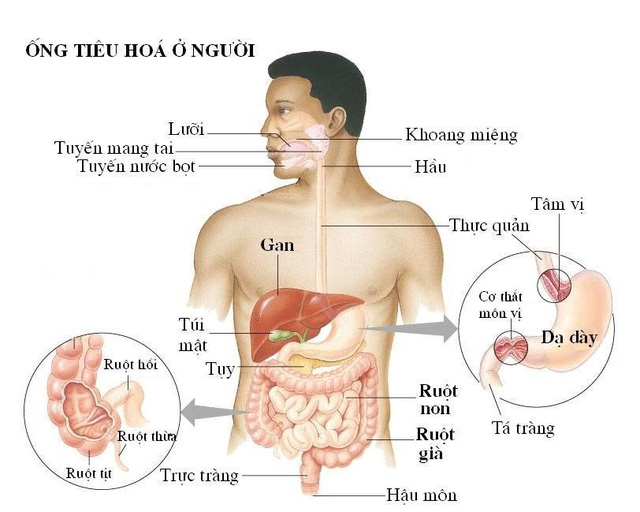 ỐNG TIÊU HOÁ Ở NGƯỜI
Lưỡi
Tuyến mang tai
Tuyến nước bọt
Khoang miệng
Hầu
Tâm vị
Thực quản
Gan
Cơ thắt
môn vị
Dạ dày
Túi
mật
Tụy
Ruột hồi
Ruột
non
Ruột thừa
Ruột
già
Tá tràng
Ruột tịt
Trực tràng
Hậu môn